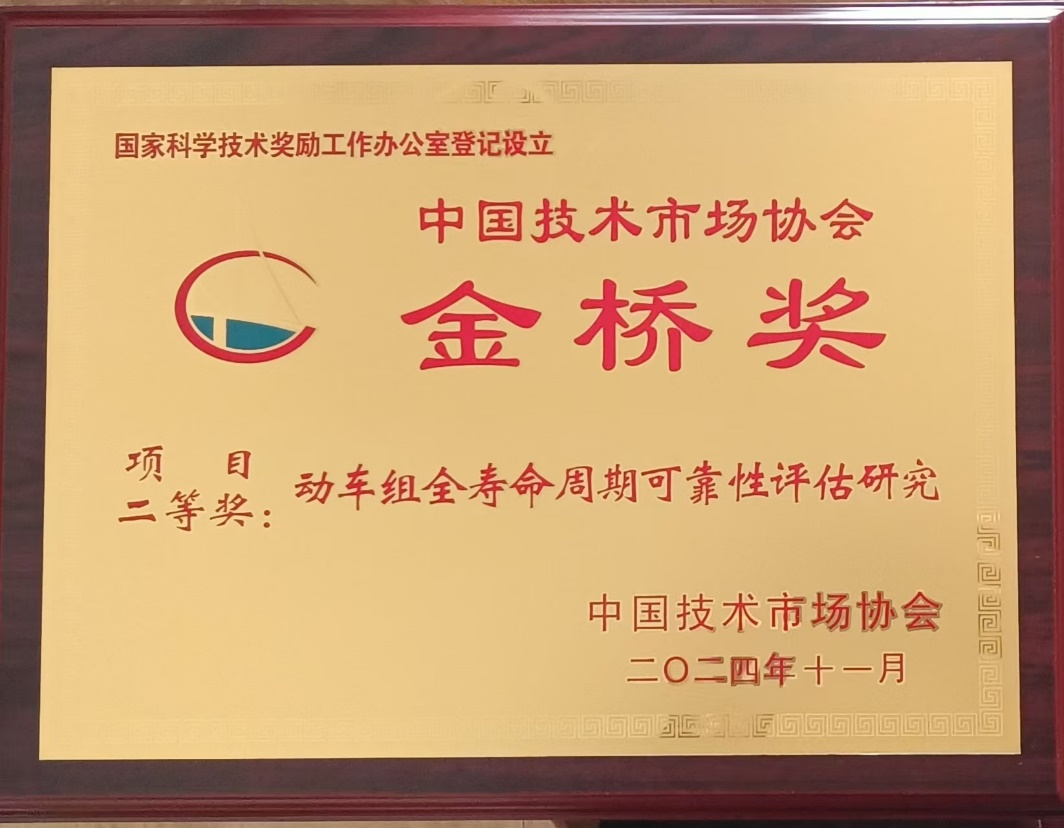 国家科学技术奖励工作办公室登记设立
中国技术市场协会
金桥奖
项目
二等奖：动车组全寿命周期可靠性评估研究
中国技术市场协会
二〇二四年十一月